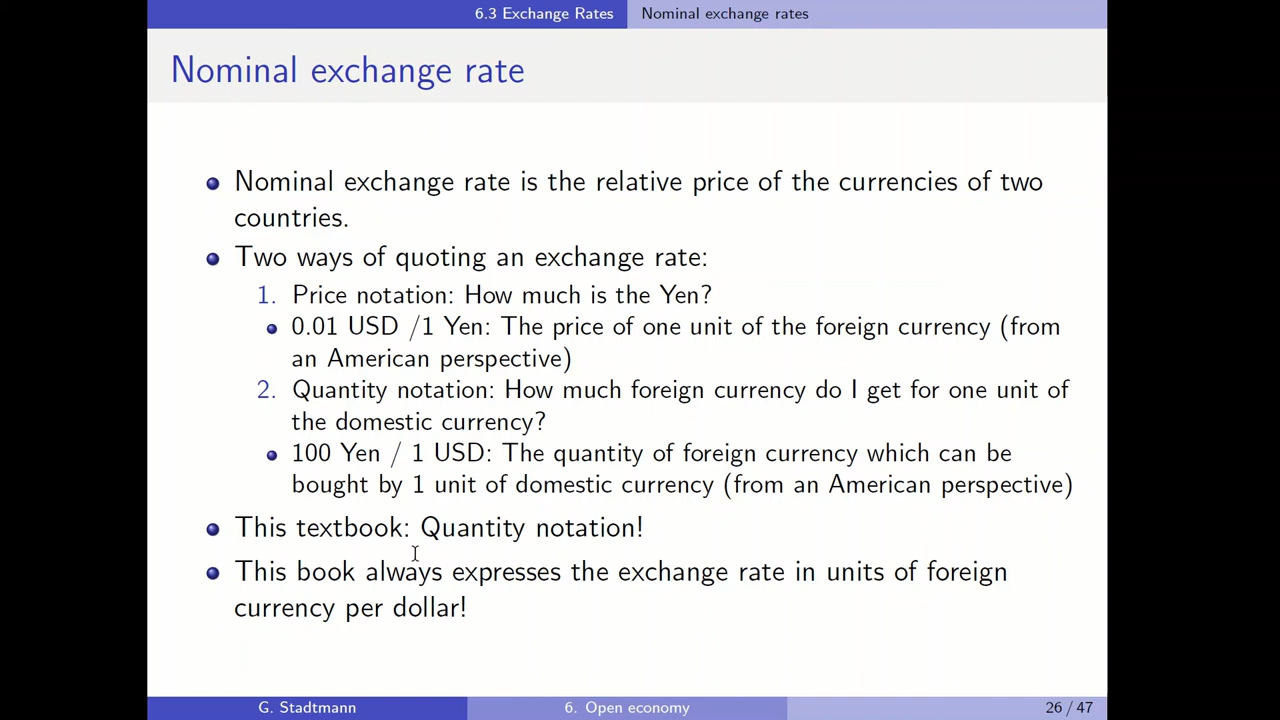 6.3 Exchange Rates Nominal exchange rates
Nominal exchange rate
Nominal exchange rate is the relative price of the currencies of two
countries.
Two ways of quoting an exchange rate:
1. Price notation: How much is the Yen?
0.01 USD /1 Yen: The price of one unit of the foreign currency (from
an American perspective)
2. Quantity notation: How much foreign currency do I get for one unit of
the domestic currency?
100 Yen / 1 USD: The quantity of foreign currency which can be
bought by 1 unit of domestic currency (from an American perspective)
This textbook: Quantity notation!
This book always expresses the exchange rate in units of foreign
currency per dollar!
G. Stadtmann 6. Open economy 26 / 47